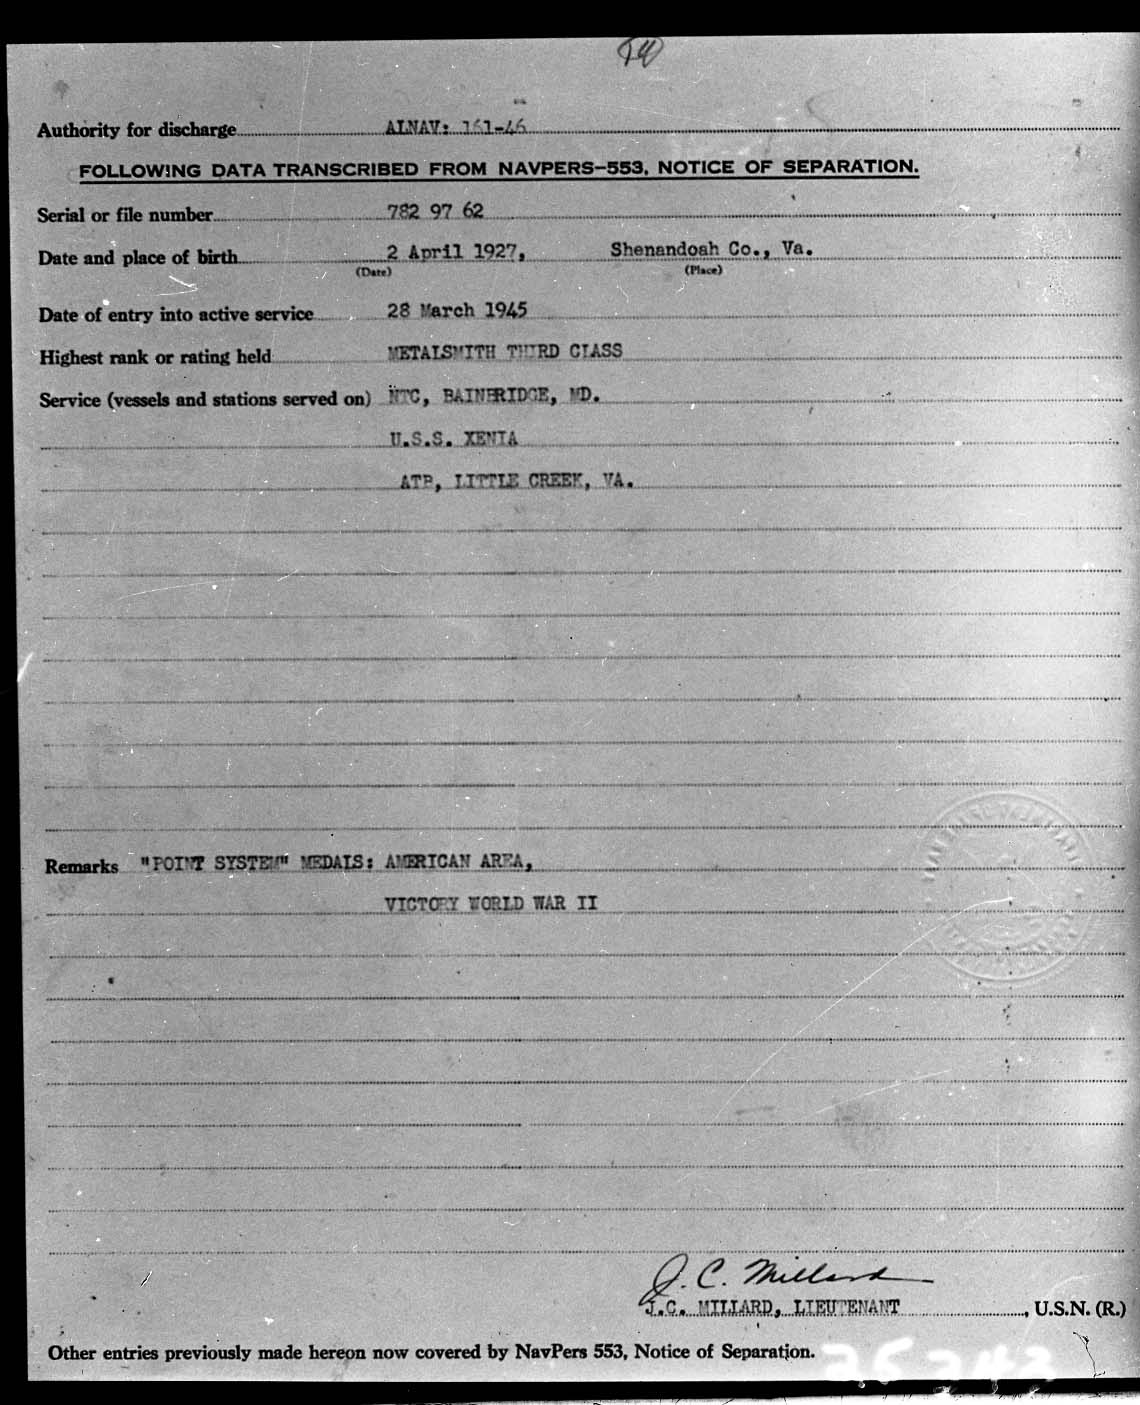 Authority for discharge ALNAV: 161-46
FOLLOWING DATA TRANSCRIBED FROM NAVPERS-553, NOTICE OF SEPARATION.
Serial or file number 782 97 62
Date and place of birth 2 April 1927, Shenandoah Co., Va.
(Date) (Place)
Date of entry into active service 28 March 1945
Highest rank or rating held METALSMITH THIRD CLASS
Service (vessels and stations served on) NTC, BAINBRIDGE, MD.
U.S.S. XENIA
ATB, LITTLE CREEK, VA.
Remarks "POINT SYSTEM" MEDALS: AMERICAN AREA,
VICTORY WORLD WAR II
J. C. Millard
J.C. MILLARD, LIEUTENANT, U.S.N. (R.)
Other entries previously made hereon now covered by NavPers 553, Notice of Separation.